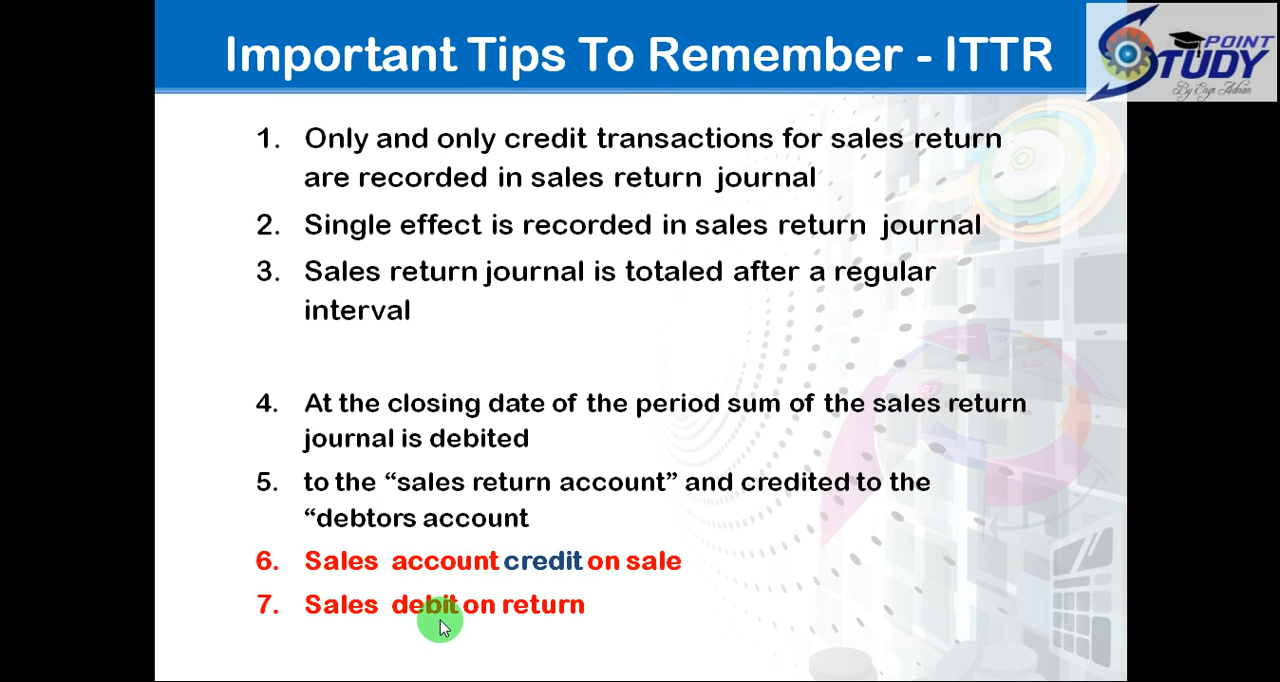 Important Tips To Remember - ITTR
POINT
STUDY
By Engr Adnan
1. Only and only credit transactions for sales return
are recorded in sales return journal
2. Single effect is recorded in sales return journal
3. Sales return journal is totaled after a regular
interval
4. At the closing date of the period sum of the sales return
journal is debited
5. to the “sales return account” and credited to the
“debtors account
6. Sales account credit on sale
7. Sales debit on return